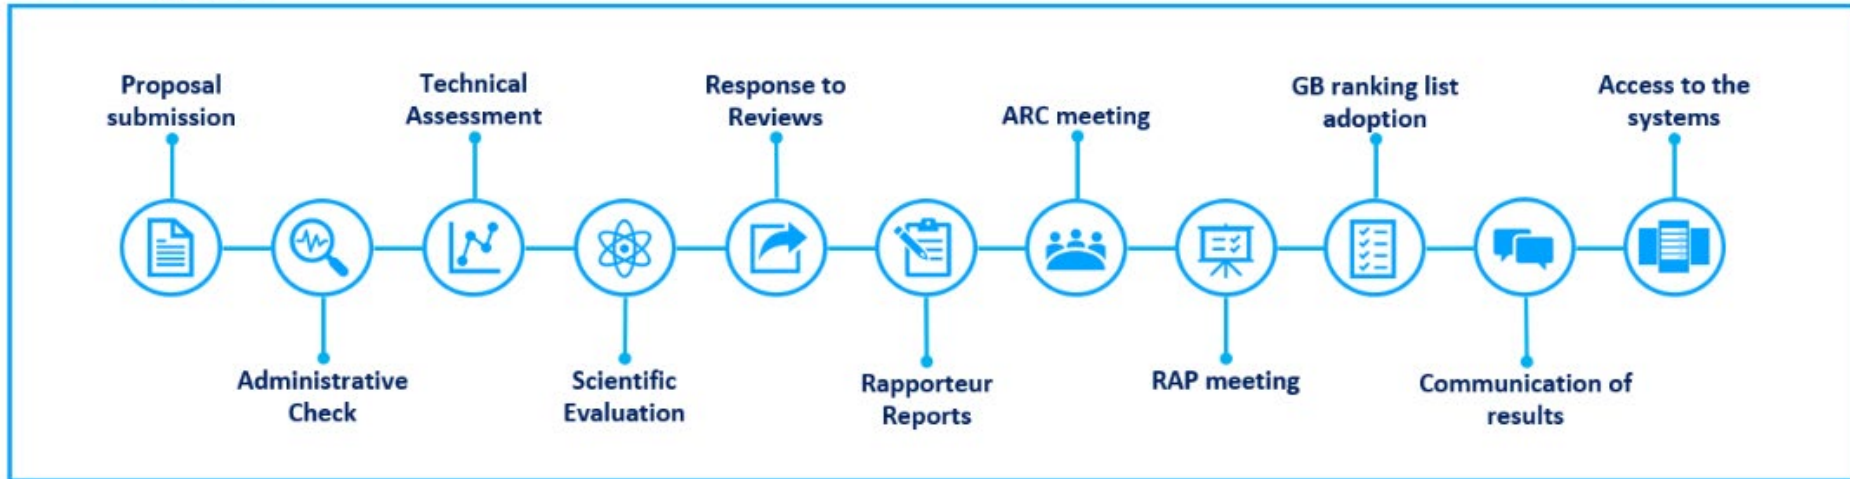 Proposal
submission
Administrative
Check
Technical
Assessment
Scientific
Evaluation
Response to
Reviews
Rapporteur
Reports
ARC meeting
RAP meeting
GB ranking list
adoption
Communication of
results
Access to the
systems